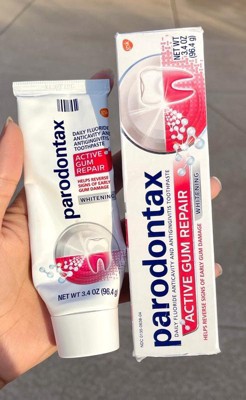 parodontax
DAILY FLUORIDE
ANTICAVITY AND
ANTIGINGIVITIS
TOOTHPASTE
ACTIVE
GUM
REPAIR
HELPS REVERSE
SIGNS OF EARLY
GUM DAMAGE
WHITENING
NET WT 3.4 OZ (96.4g)
NET WT
3.4 OZ (96.4 g)
parodontax
DAILY FLUORIDE ANTICAVITY AND ANTIGINGIVITIS TOOTHPASTE
ACTIVE GUM REPAIR
WHITENING
HELPS REVERSE SIGNS OF EARLY GUM DAMAGE